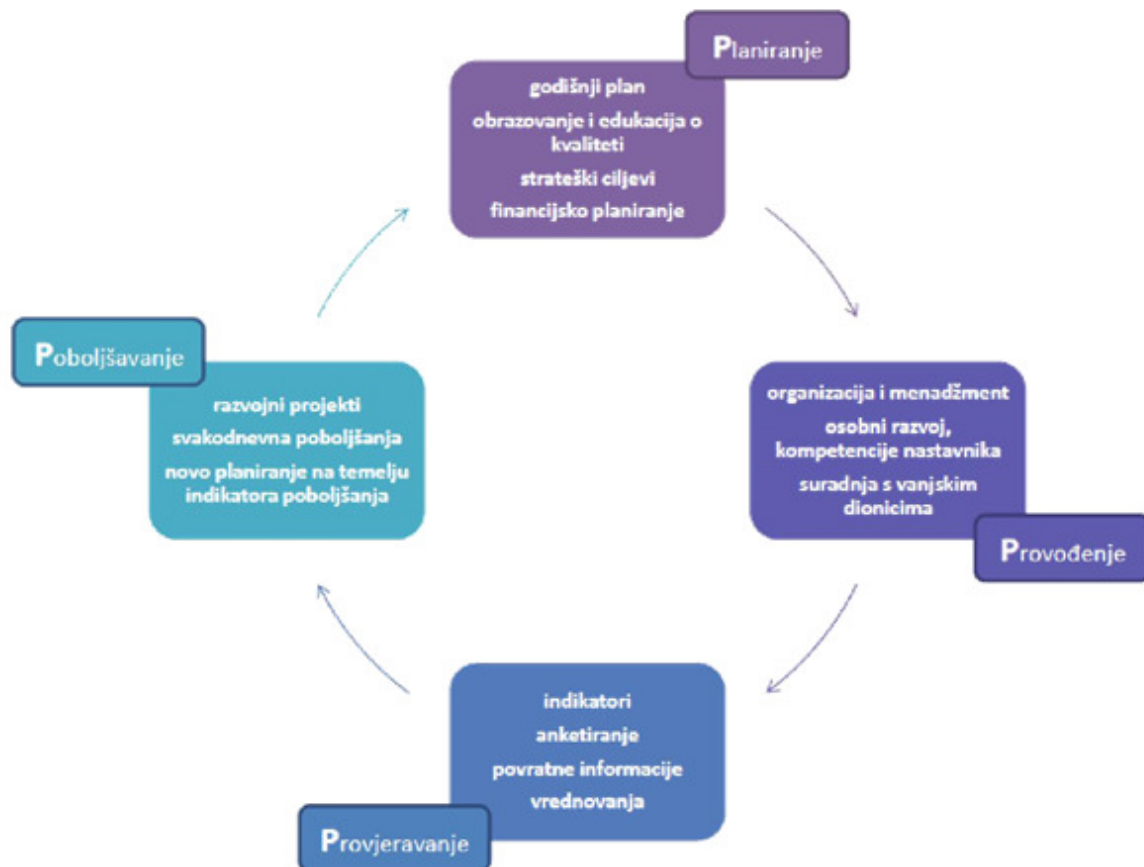 Planiranje
godišnji plan
obrazovanje i edukacija o
kvaliteti
strateški ciljevi
financijsko planiranje
Provođenje
organizacija i menadžment
osobni razvoj,
kompetencije nastavnika
suradnja s vanjskim
dionicima
Provjeravanje
indikatori
anketiranje
povratne informacije
vrednovanja
Poboljšavanje
razvojni projekti
svakodnevna poboljšanja
novo planiranje na temelju
indikatora poboljšanja